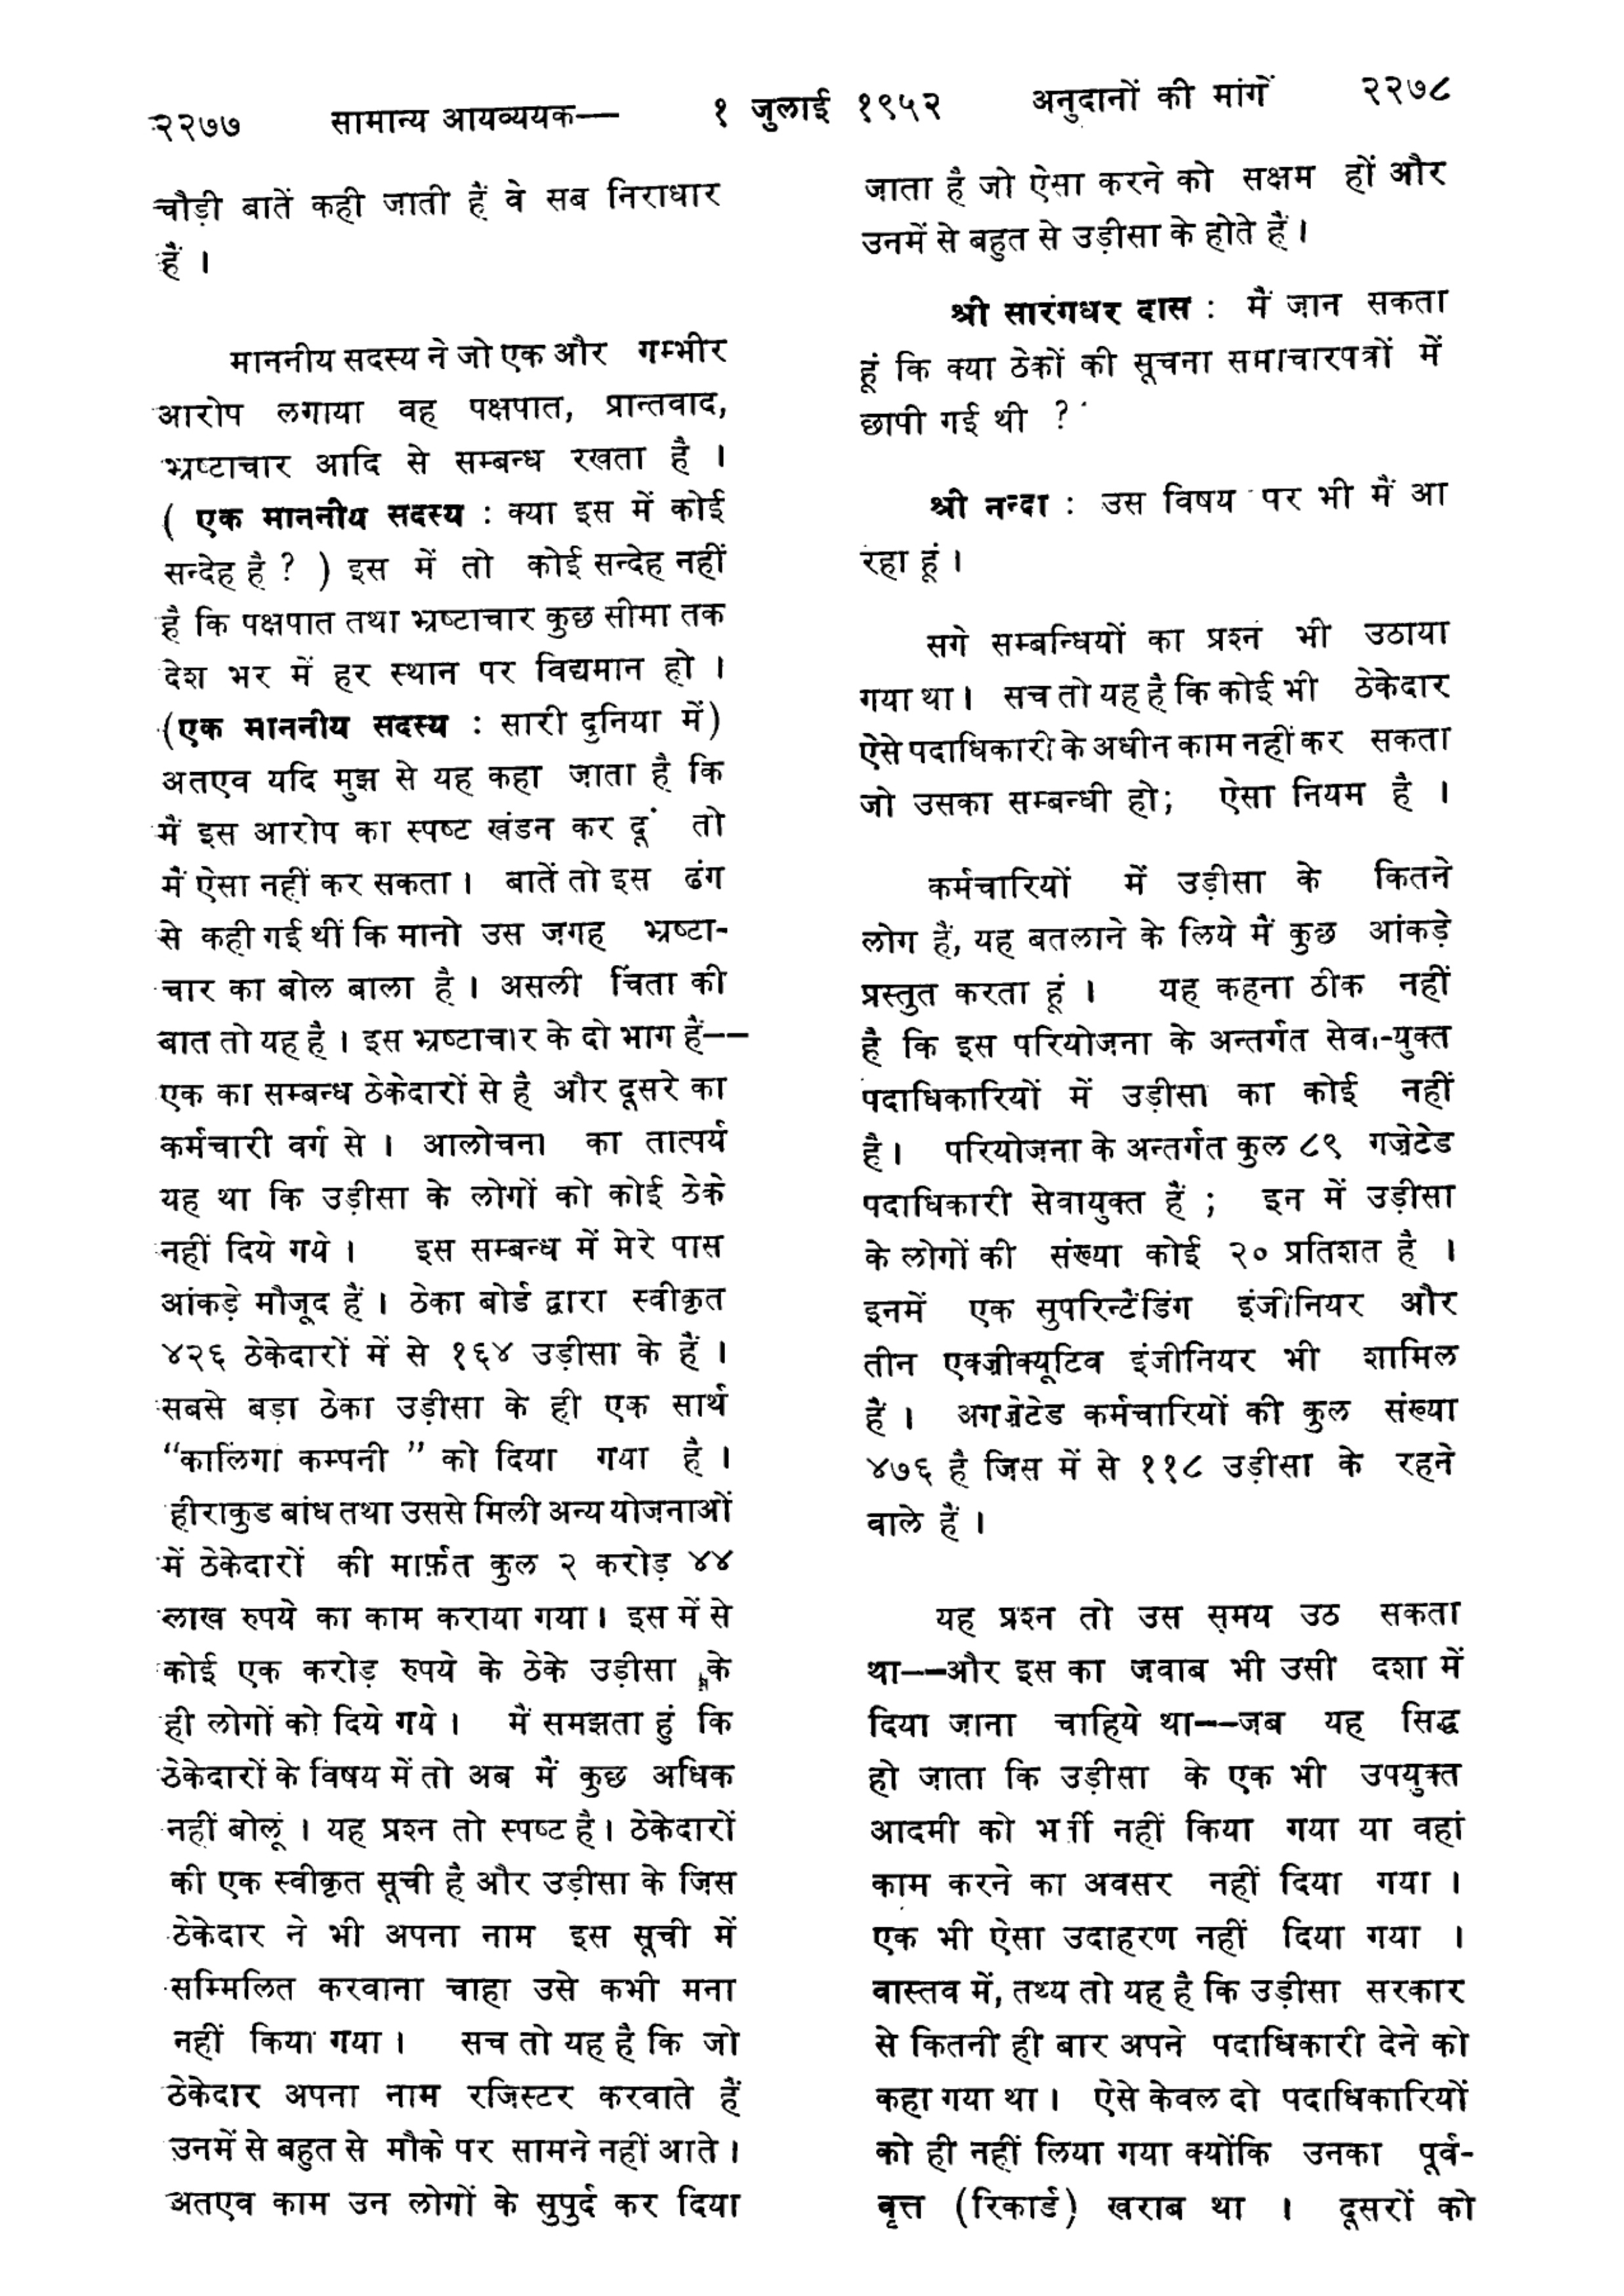 २२७७ सामान्य आयव्ययक— १ जुलाई १९५२ अनुदानों की मांगें २२७८
चौड़ी बातें कही जाती हैं वे सब निराधार
हैं ।
माननीय सदस्य ने जो एक और गम्भीर
आरोप लगाया वह पक्षपात, प्रान्तवाद,
भ्रष्टाचार आदि से सम्बन्ध रखता है ।
( एक माननीय सदस्य : क्या इस में कोई
सन्देह है ? ) इस में तो कोई सन्देह नहीं
है कि पक्षपात तथा भ्रष्टाचार कुछ सीमा तक
देश भर में हर स्थान पर विद्यमान हो ।
(एक माननीय सदस्य : सारी दुनिया में)
अतएव यदि मुझ से यह कहा जाता है कि
मैं इस आरोप का स्पष्ट खंडन कर दूं तो
मैं ऐसा नहीं कर सकता । बातें तो इस ढंग
से कही गई थीं कि मानो उस जगह भ्रष्टा-
चार का बोल बाला है । असली चिंता की
बात तो यह है । इस भ्रष्टाचार के दो भाग हैं——
एक का सम्बन्ध ठेकेदारों से है और दूसरे का
कर्मचारी वर्ग से । आलोचना का तात्पर्य
यह था कि उड़ीसा के लोगों को कोई ठेके
नहीं दिये गये । इस सम्बन्ध में मेरे पास
आंकड़े मौजूद हैं । ठेका बोर्ड द्वारा स्वीकृत
४२६ ठेकेदारों में से १६४ उड़ीसा के हैं ।
सबसे बड़ा ठेका उड़ीसा के ही एक सार्थ
“कालिंगा कम्पनी ” को दिया गया है ।
हीराकुड बांध तथा उससे मिली अन्य योजनाओं
में ठेकेदारों की मार्फ़त कुल २ करोड़ ४४
लाख रुपये का काम कराया गया । इस में से
कोई एक करोड़ रुपये के ठेके उड़ीसा के
ही लोगों को दिये गये । मैं समझता हुं कि
ठेकेदारों के विषय में तो अब मैं कुछ अधिक
नहीं बोलूं । यह प्रश्न तो स्पष्ट है । ठेकेदारों
की एक स्वीकृत सूची है और उड़ीसा के जिस
ठेकेदार ने भी अपना नाम इस सूची में
सम्मिलित करवाना चाहा उसे कभी मना
नहीं किया गया । सच तो यह है कि जो
ठेकेदार अपना नाम रजिस्टर करवाते हैं
उनमें से बहुत से मौके पर सामने नहीं आते ।
अतएव काम उन लोगों के सुपुर्द कर दिया
जाता है जो ऐसा करने को सक्षम हों और
उनमें से बहुत से उड़ीसा के होते हैं ।
श्री सारंगधर दास : मैं जान सकता
हूं कि क्या ठेकों की सूचना समाचारपत्रों में
छापी गई थी ?
श्री नन्दा : उस विषय पर भी मैं आ
रहा हूं ।
सगे सम्बन्धियों का प्रश्न भी उठाया
गया था । सच तो यह है कि कोई भी ठेकेदार
ऐसे पदाधिकारी के अधीन काम नहीं कर सकता
जो उसका सम्बन्धी हो; ऐसा नियम है ।
कर्मचारियों में उड़ीसा के कितने
लोग हैं, यह बतलाने के लिये मैं कुछ आंकड़े
प्रस्तुत करता हूं । यह कहना ठीक नहीं
है कि इस परियोजना के अन्तर्गत सेवा-युक्त
पदाधिकारियों में उड़ीसा का कोई नहीं
है । परियोजना के अन्तर्गत कुल ८९ गज़ेटेड
पदाधिकारी सेवायुक्त हैं ; इन में उड़ीसा
के लोगों की संख्या कोई २० प्रतिशत है ।
इनमें एक सुपरिन्टैंडिंग इंजीनियर और
तीन एक्ज़ीक्यूटिव इंजीनियर भी शामिल
हैं । अगज़ेटेड कर्मचारियों की कुल संख्या
४७६ है जिस में से ११८ उड़ीसा के रहने
वाले हैं ।
यह प्रश्न तो उस समय उठ सकता
था——और इस का जवाब भी उसी दशा में
दिया जाना चाहिये था——जब यह सिद्ध
हो जाता कि उड़ीसा के एक भी उपयुक्त
आदमी को भर्ती नहीं किया गया या वहां
काम करने का अवसर नहीं दिया गया ।
एक भी ऐसा उदाहरण नहीं दिया गया ।
वास्तव में, तथ्य तो यह है कि उड़ीसा सरकार
से कितनी ही बार अपने पदाधिकारी देने को
कहा गया था । ऐसे केवल दो पदाधिकारियों
को ही नहीं लिया गया क्योंकि उनका पूर्व-
वृत्त (रिकार्ड) खराब था । दूसरों को